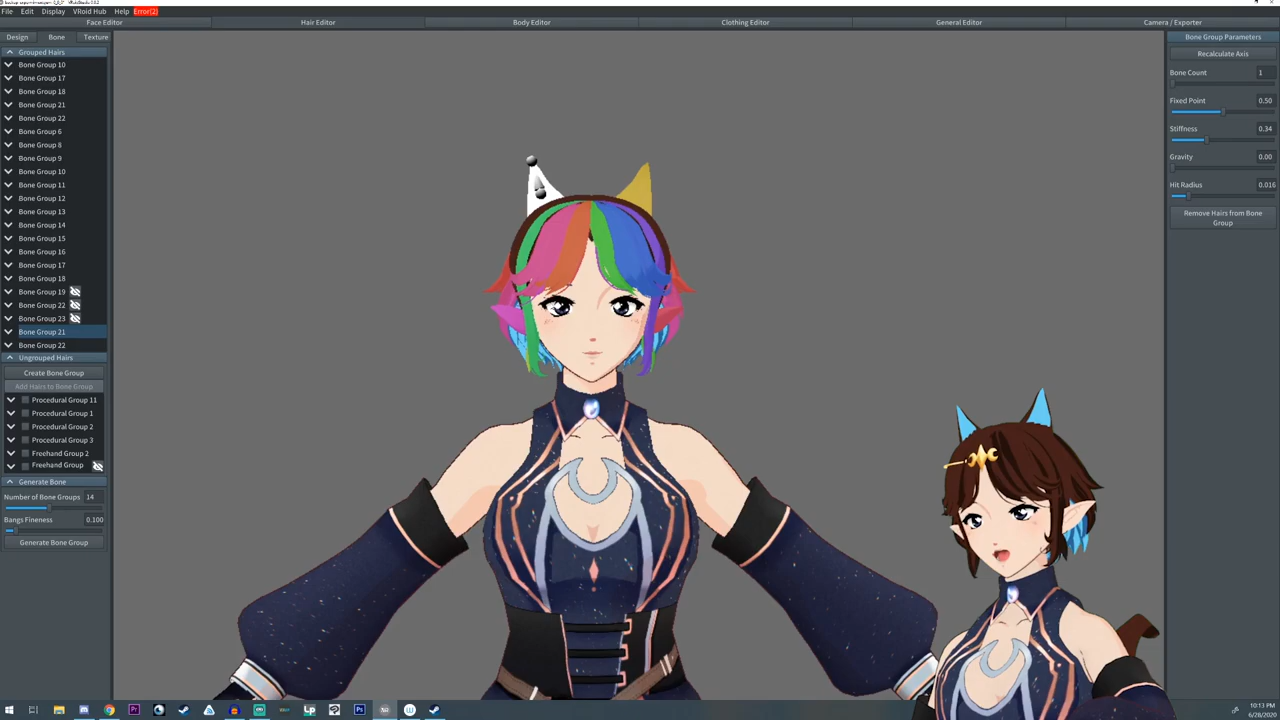 File Edit Display VRoid Hub Help Error(2)
Face Editor Hair Editor Body Editor Clothing Editor General Editor Camera / Exporter
Design Bone Texture
Grouped Hairs
Bone Group 10
Bone Group 17
Bone Group 18
Bone Group 21
Bone Group 22
Bone Group 6
Bone Group 8
Bone Group 9
Bone Group 10
Bone Group 11
Bone Group 12
Bone Group 13
Bone Group 14
Bone Group 15
Bone Group 16
Bone Group 17
Bone Group 18
Bone Group 19
Bone Group 22
Bone Group 23
Bone Group 21
Bone Group 22
Ungrouped Hairs
Create Bone Group
Add Hairs to Bone Group
Procedural Group 11
Procedural Group 1
Procedural Group 2
Procedural Group 3
Freehand Group 2
Freehand Group
Generate Bone
Number of Bone Groups 14
Bangs Fineness 0.100
Generate Bone Group
Bone Group Parameters
Recalculate Axis
Bone Count 1
Fixed Point 0.50
Stiffness 0.34
Gravity 0.00
Hit Radius 0.016
Remove Hairs from Bone
Group
10:13 PM
6/28/2020